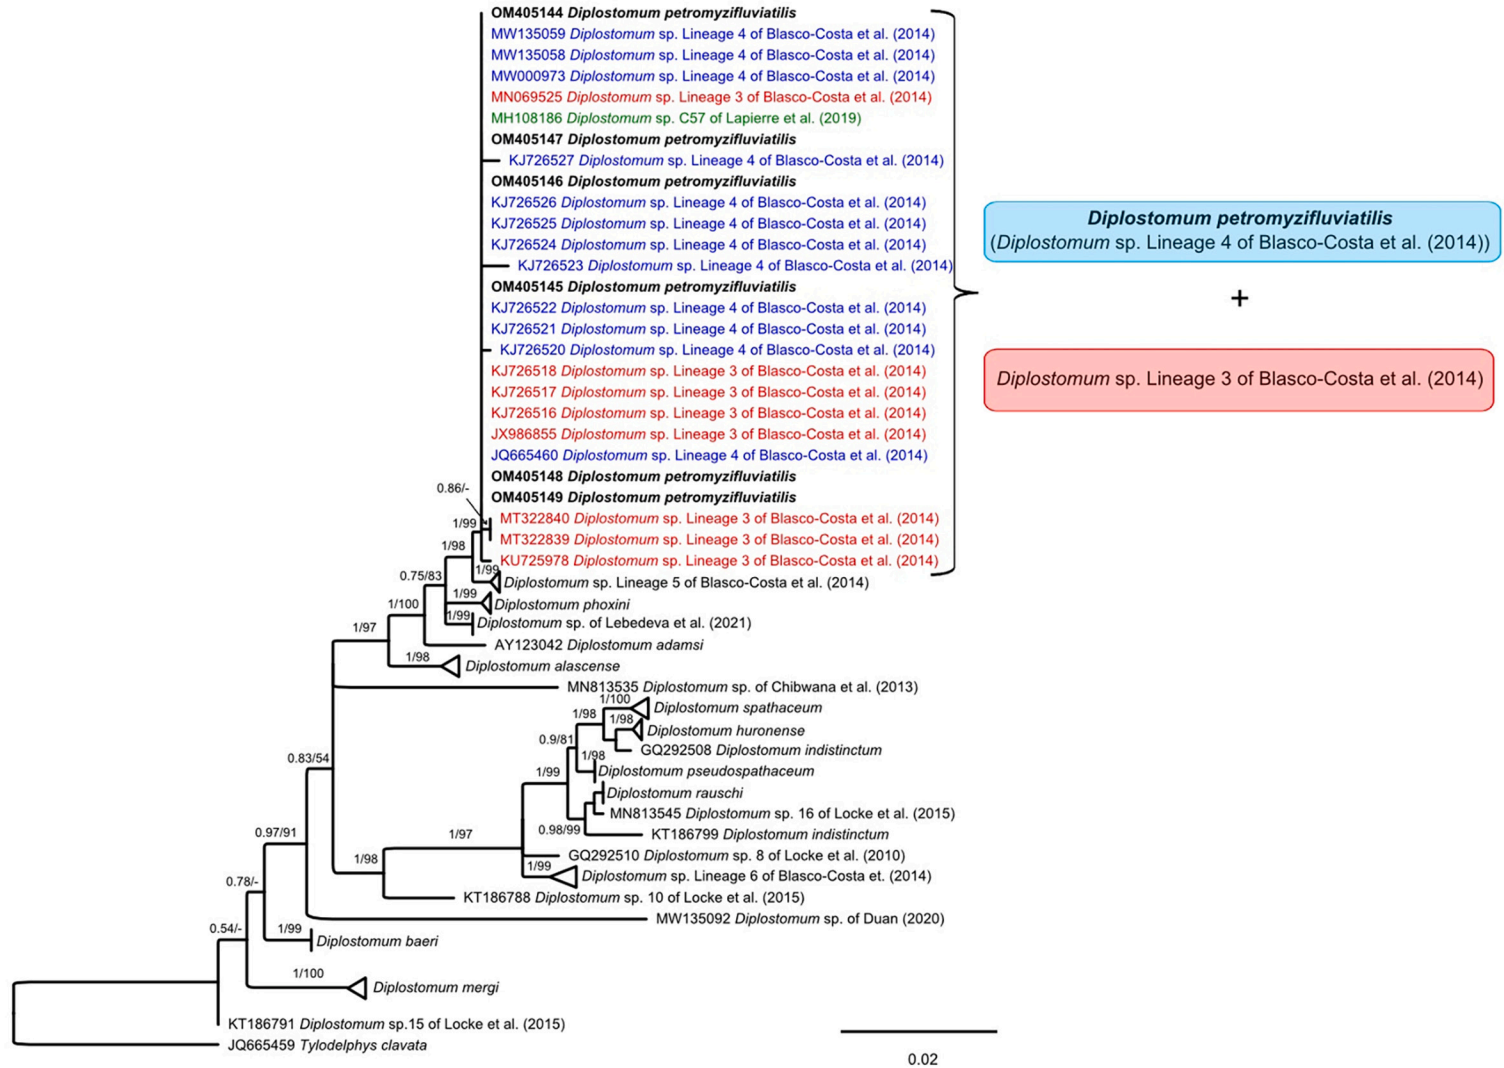 OM405144 Diplostomum petromyzifluviatilis
MW135059 Diplostomum sp. Lineage 4 of Blasco-Costa et al. (2014)
MW135058 Diplostomum sp. Lineage 4 of Blasco-Costa et al. (2014)
MW000973 Diplostomum sp. Lineage 4 of Blasco-Costa et al. (2014)
MN069525 Diplostomum sp. Lineage 3 of Blasco-Costa et al. (2014)
MH108186 Diplostomum sp. C57 of Lapierre et al. (2019)
OM405147 Diplostomum petromyzifluviatilis
KJ726527 Diplostomum sp. Lineage 4 of Blasco-Costa et al. (2014)
OM405146 Diplostomum petromyzifluviatilis
KJ726526 Diplostomum sp. Lineage 4 of Blasco-Costa et al. (2014)
KJ726525 Diplostomum sp. Lineage 4 of Blasco-Costa et al. (2014)
KJ726524 Diplostomum sp. Lineage 4 of Blasco-Costa et al. (2014)
KJ726523 Diplostomum sp. Lineage 4 of Blasco-Costa et al. (2014)
OM405145 Diplostomum petromyzifluviatilis
KJ726522 Diplostomum sp. Lineage 4 of Blasco-Costa et al. (2014)
KJ726521 Diplostomum sp. Lineage 4 of Blasco-Costa et al. (2014)
KJ726520 Diplostomum sp. Lineage 4 of Blasco-Costa et al. (2014)
KJ726518 Diplostomum sp. Lineage 3 of Blasco-Costa et al. (2014)
KJ726517 Diplostomum sp. Lineage 3 of Blasco-Costa et al. (2014)
KJ726516 Diplostomum sp. Lineage 3 of Blasco-Costa et al. (2014)
JX986855 Diplostomum sp. Lineage 3 of Blasco-Costa et al. (2014)
JQ665460 Diplostomum sp. Lineage 4 of Blasco-Costa et al. (2014)
OM405148 Diplostomum petromyzifluviatilis
0.86/-
OM405149 Diplostomum petromyzifluviatilis
1/99
MT322840 Diplostomum sp. Lineage 3 of Blasco-Costa et al. (2014)
1/98
MT322839 Diplostomum sp. Lineage 3 of Blasco-Costa et al. (2014)
KU725978 Diplostomum sp. Lineage 3 of Blasco-Costa et al. (2014)
0.75/83
1/99
Diplostomum sp. Lineage 5 of Blasco-Costa et al. (2014)
1/100
1/99
Diplostomum phoxini
1/97
1/99
Diplostomum sp. of Lebedeva et al. (2021)
AY123042 Diplostomum adamsi
1/98
Diplostomum alascense
MN813535 Diplostomum sp. of Chibwana et al. (2013)
1/100
Diplostomum spathaceum
1/98
1/98
Diplostomum huronense
0.9/81
GQ292508 Diplostomum indistinctum
0.83/54
1/98
1/99
Diplostomum pseudospathaceum
Diplostomum rauschi
MN813545 Diplostomum sp. 16 of Locke et al. (2015)
0.97/91
1/97
0.98/99
KT186799 Diplostomum indistinctum
1/98
GQ292510 Diplostomum sp. 8 of Locke et al. (2010)
0.78/-
1/99
Diplostomum sp. Lineage 6 of Blasco-Costa et. (2014)
KT186788 Diplostomum sp. 10 of Locke et al. (2015)
MW135092 Diplostomum sp. of Duan (2020)
0.54/-
1/99
Diplostomum baeri
1/100
Diplostomum mergi
KT186791 Diplostomum sp.15 of Locke et al. (2015)
JQ665459 Tylodelphys clavata
0.02
Diplostomum petromyzifluviatilis
(Diplostomum sp. Lineage 4 of Blasco-Costa et al. (2014))
+
Diplostomum sp. Lineage 3 of Blasco-Costa et al. (2014)